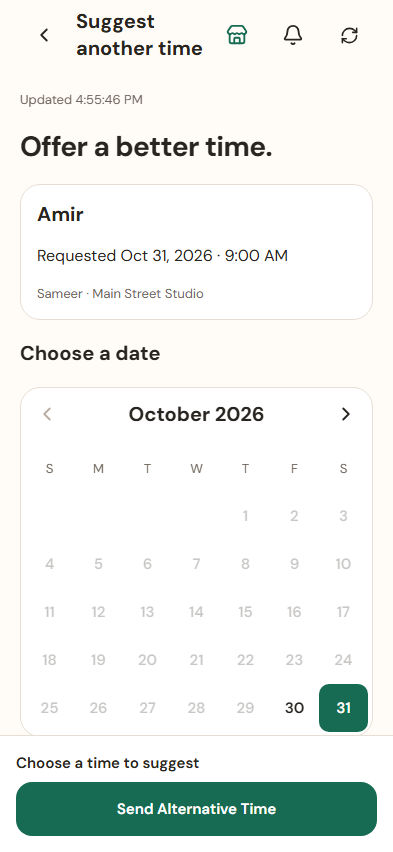 Suggest
another time
Updated 4:55:46 PM
Offer a better time.
Amir
Requested Oct 31, 2026 · 9:00 AM
Sameer · Main Street Studio
Choose a date
October 2026
S M T W T F S
1 2 3
4 5 6 7 8 9 10
11 12 13 14 15 16 17
18 19 20 21 22 23 24
25 26 27 28 29 30 31
Choose a time to suggest
Send Alternative Time